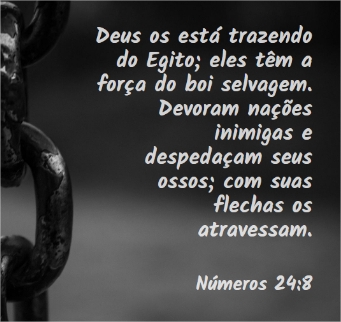 Deus os está trazendo
do Egito; eles têm a
força do boi selvagem.
Devoram nações
inimigas e
despedaçam seus
ossos; com suas
flechas os
atravessam.
Números 24:8